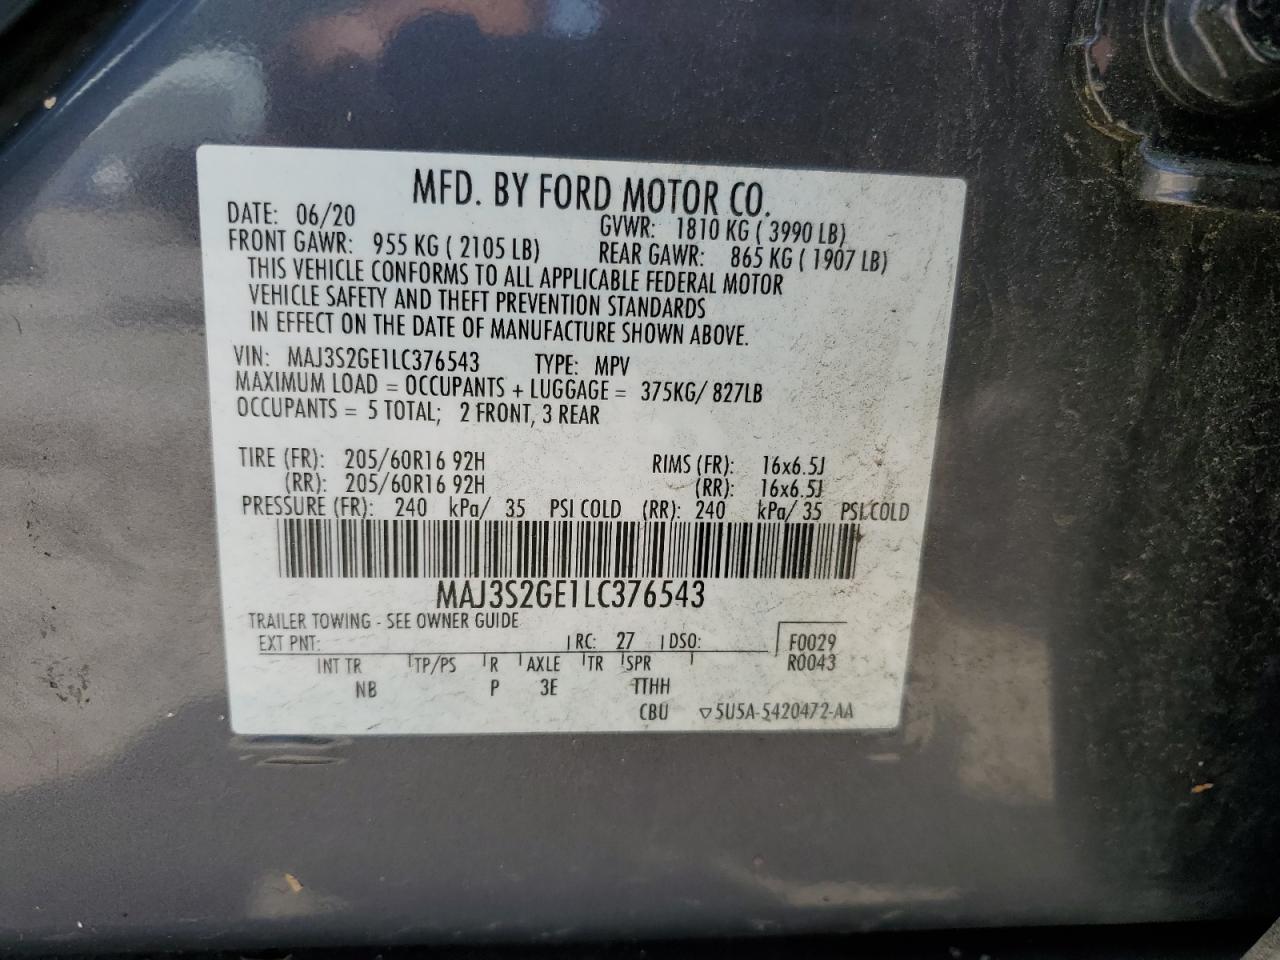 MFD. BY FORD MOTOR CO.
DATE: 06/20 GVWR: 1810 KG ( 3990 LB)
FRONT GAWR: 955 KG ( 2105 LB) REAR GAWR: 865 KG ( 1907 LB)
THIS VEHICLE CONFORMS TO ALL APPLICABLE FEDERAL MOTOR
VEHICLE SAFETY AND THEFT PREVENTION STANDARDS
IN EFFECT ON THE DATE OF MANUFACTURE SHOWN ABOVE.
VIN: MAJ3S2GE1LC376543 TYPE: MPV
MAXIMUM LOAD = OCCUPANTS + LUGGAGE = 375KG/ 827LB
OCCUPANTS = 5 TOTAL; 2 FRONT, 3 REAR
TIRE (FR): 205/60R16 92H RIMS (FR): 16x6.5J
(RR): 205/60R16 92H (RR): 16x6.5J
PRESSURE (FR): 240 kPa/ 35 PSI COLD (RR): 240 kPa/ 35 PSI COLD
MAJ3S2GE1LC376543
TRAILER TOWING - SEE OWNER GUIDE
EXT PNT: RC: 27 DSO: F0029
INT TR TP/PS R AXLE TR SPR R0043
NB P 3E TTHH
CBU ▽5U5A-5420472-AA